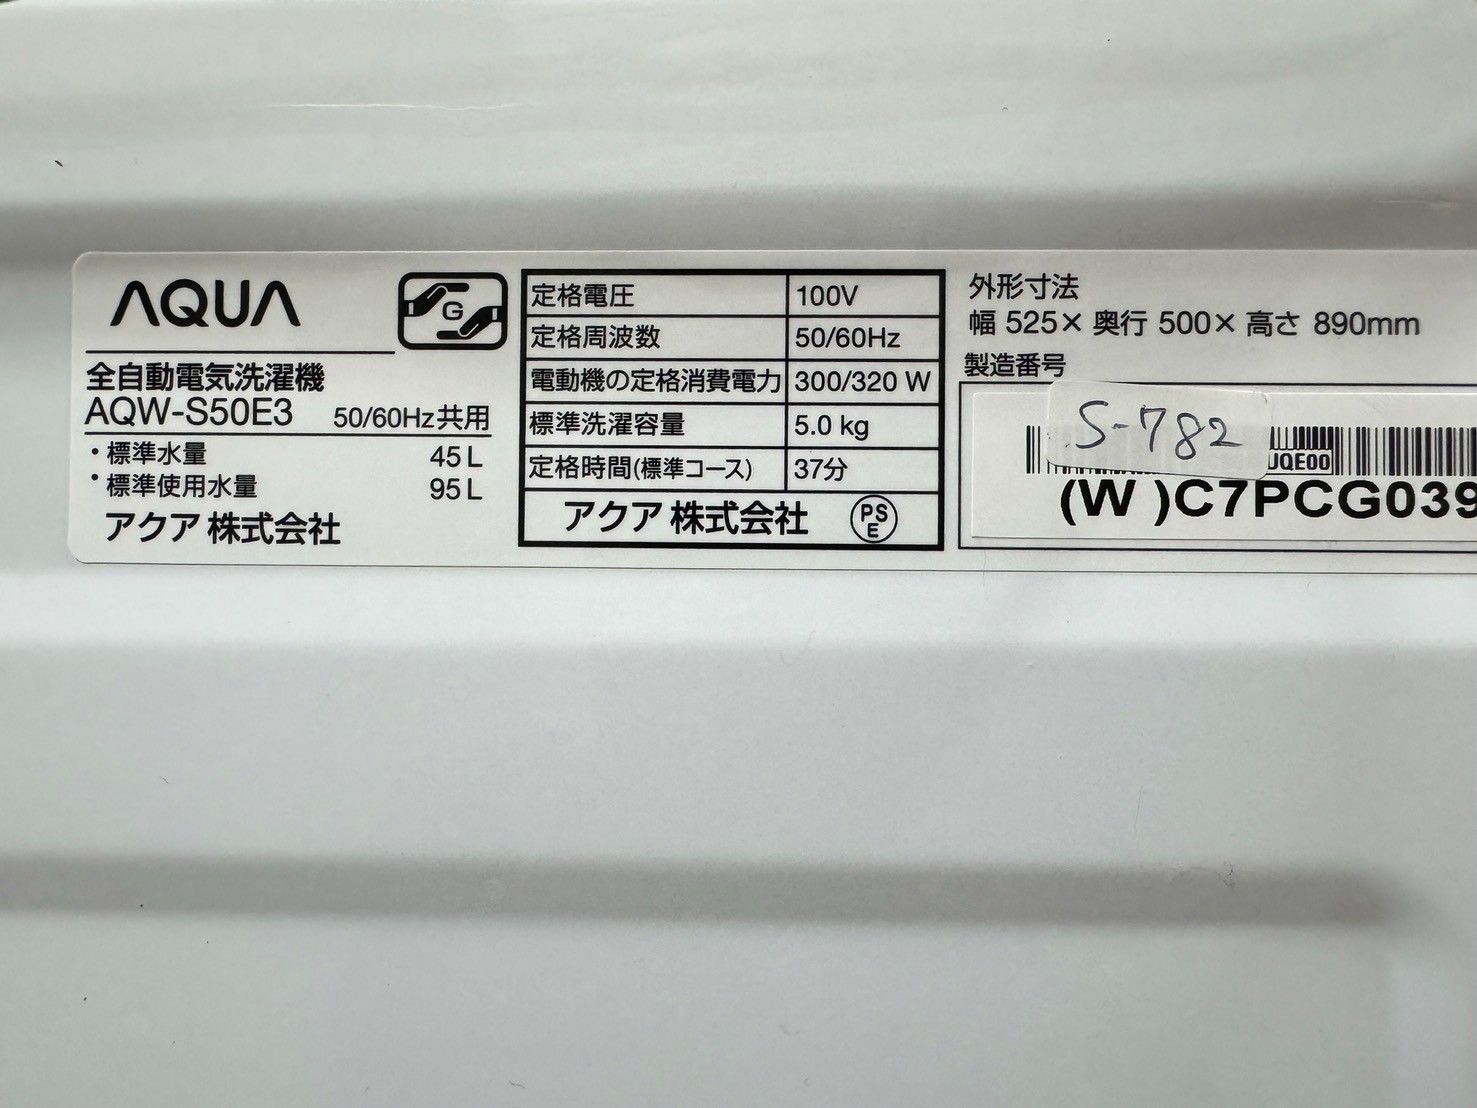 AQUA
G
全自動電気洗濯機
AQW-S50E3 50/60Hz共用
・標準水量 45L
・標準使用水量 95L
アクア 株式会社
定格電圧 100V
定格周波数 50/60Hz
電動機の定格消費電力 300/320 W
標準洗濯容量 5.0 kg
定格時間(標準コース) 37分
アクア 株式会社 PSE
外形寸法
幅 525× 奥行 500× 高さ 890mm
製造番号
S-782
JQE00
(W )C7PCG039